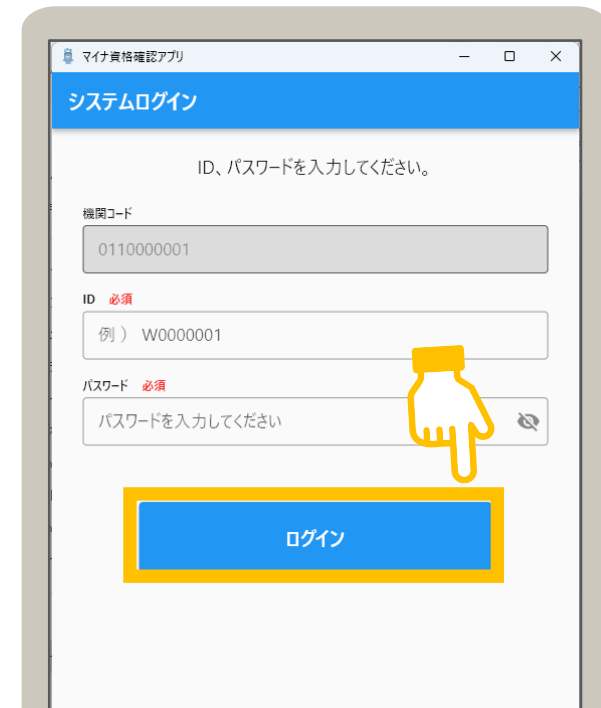 マイナ資格確認アプリ
システムログイン
ID、パスワードを入力してください。
機関コード
0110000001
ID 必須
例） W0000001
パスワード 必須
パスワードを入力してください
ログイン